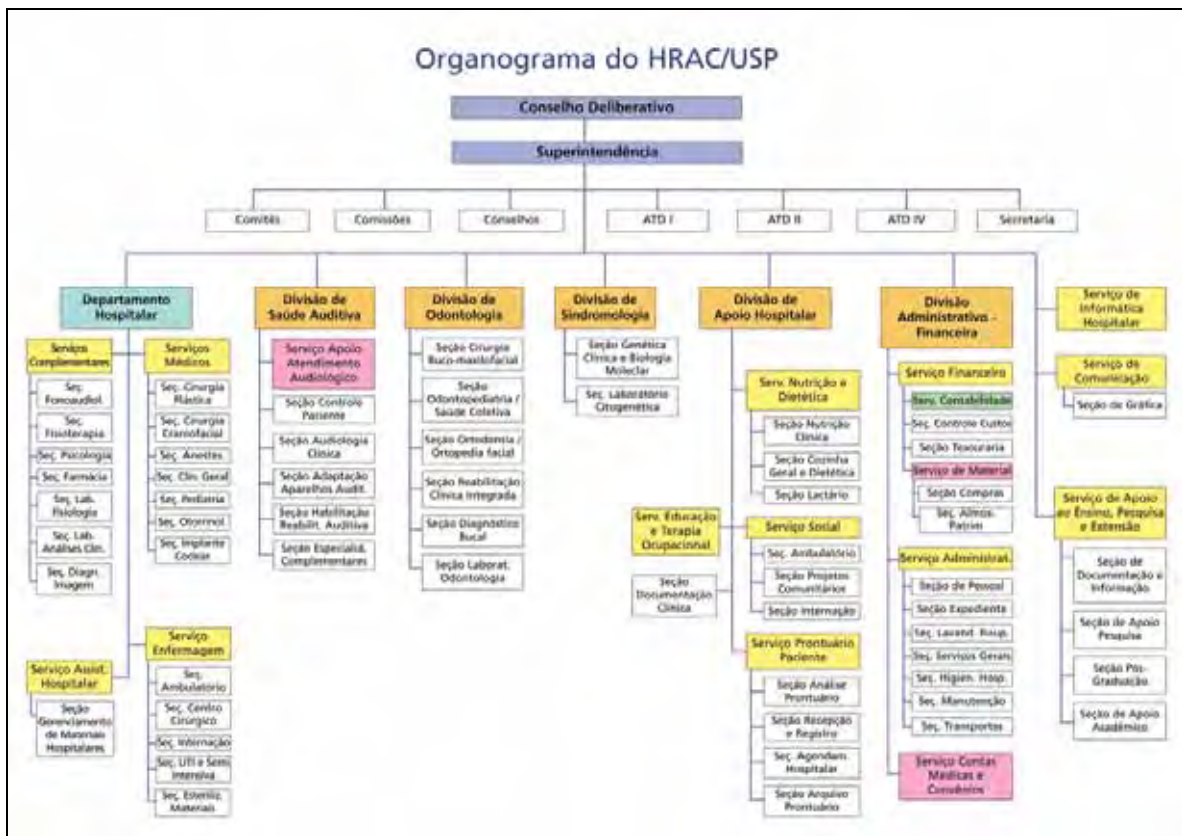 Organograma do HRAC/USP
Conselho Deliberativo
Superintendência
Comitês
Comissões
Conselhos
ATD I
ATD II
ATD IV
Secretaria
Departamento
Hospitalar
Serviços
Complementares
Seç.
Fonoaudiol.
Seç.
Fisioterapia
Seç. Psicologia
Seç. Farmácia
Seç. Lab.
Fisiologia
Seç. Lab.
Análises Clín.
Seç. Diagn.
Imagem
Serviços
Médicos
Seç. Cirurgia
Plástica
Seç. Cirurgia
Craniofacial
Seç. Anestes.
Seç. Clín. Geral
Seç. Pediatria
Seç. Otorrinol.
Seç. Implante
Coclear
Serviço Assist.
Hospitalar
Seção
Gerenciamento
de Materiais
Hospitalares
Serviço
Enfermagem
Seç.
Ambulatório
Seç. Centro
Cirúrgico
Seç. Internação
Seç. UTI e Semi
Intensiva
Seç. Esteriliz.
Materiais
Divisão de
Saúde Auditiva
Serviço Apoio
Atendimento
Audiológico
Seção Controle
Paciente
Seção Audiologia
Clínica
Seção Adaptação
Aparelhos Audit.
Seção Habilitação
Reabilit. Auditiva
Seção Especialid.
Complementares
Divisão de
Odontologia
Seção Cirurgia
Buco-maxilofacial
Seção
Odontopediatria /
Saúde Coletiva
Seção Ortodontia /
Ortopedia facial
Seção Reabilitação
Clínica Integrada
Seção Diagnóstico
Bucal
Seção Laborat.
Odontologia
Divisão de
Sindromologia
Seção Genética
Clínica e Biologia
Moleclar
Seç. Laboratório
Citogenética
Divisão de
Apoio Hospitalar
Serv. Nutrição e
Dietética
Seção Nutrição
Clínica
Seção Cozinha
Geral e Dietética
Seção Lactário
Serv. Educação
e Terapia
Ocupacional
Seção
Documentação
Clínica
Serviço Social
Seç. Ambulatório
Seção Projetos
Comunitários
Seção Internação
Serviço Prontuário
Paciente
Seção Análise
Prontuário
Seção Recepção
e Registro
Seç. Agendam.
Hospitalar
Seção Arquivo
Prontuário
Divisão
Administrativo -
Financeira
Serviço Financeiro
Serv. Contabilidade
Seç. Controle Custos
Seção Tesouraria
Serviço de Material
Seção Compras
Seç. Almox.
Patrim
Serviço Administrat.
Seção de Pessoal
Seção Expediente
Seç. Lavand. Roup.
Seç. Serviços Gerais
Seç. Higien. Hosp.
Seç. Manutenção
Seç. Transportes
Serviço Contas
Médicas e
Convênios
Serviço de
Informática
Hospitalar
Serviço de
Comunicação
Seção de Gráfica
Serviço de Apoio
ao Ensino, Pesquisa
e Extensão
Seção de
Documentação e
Informação
Seção de Apoio
Pesquisa
Seção Pós-
Graduação
Seção de Apoio
Acadêmico